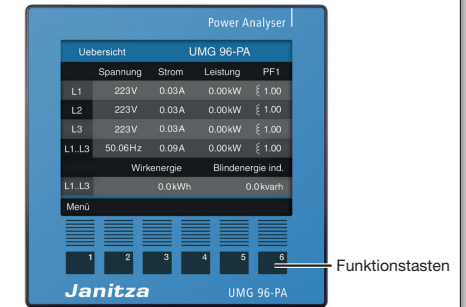 Power Analyser
Uebersicht UMG 96-PA
Spannung Strom Leistung PF1
L1 223V 0.03A 0.00kW ξ 1.00
L2 223V 0.03A 0.00kW ξ 1.00
L3 223V 0.03A 0.00kW ξ 1.00
L1..L3 50.06Hz 0.09A 0.00kW ξ 1.00
Wirkenergie Blindenergie ind.
L1..L3 0.0kWh 0.0kvarh
Menü
1 2 3 4 5 6
Funktionstasten
Janitza UMG 96-PA